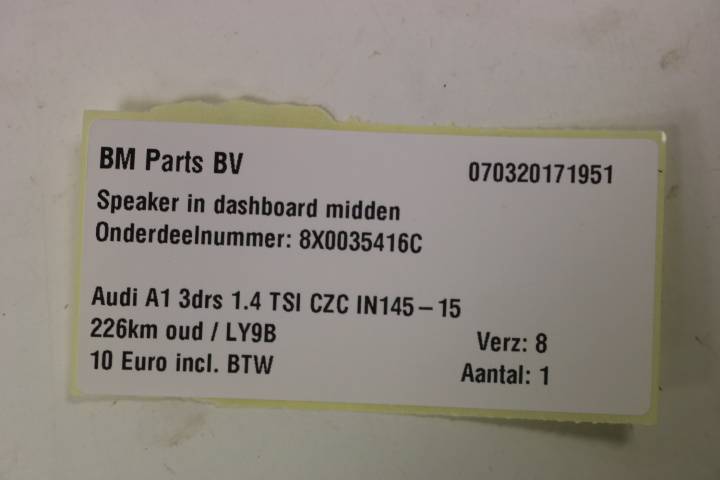 BM Parts BV 070320171951
Speaker in dashboard midden
Onderdeelnummer: 8X0035416C
Audi A1 3drs 1.4 TSI CZC IN145-15
226km oud / LY9B Verz: 8
10 Euro incl. BTW Aantal: 1